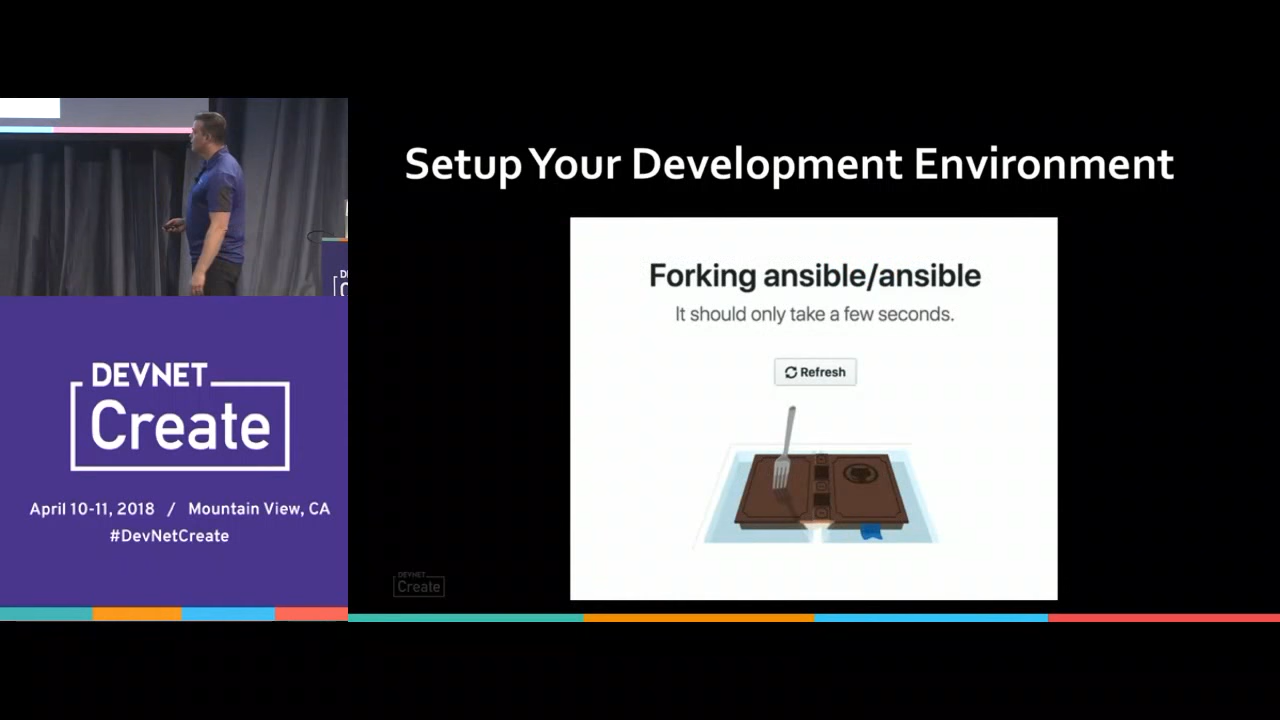 DEVNET
Create
April 10-11, 2018 / Mountain View, CA
#DevNetCreate
Setup Your Development Environment
Forking ansible/ansible
It should only take a few seconds.
Refresh
DEVNET
Create